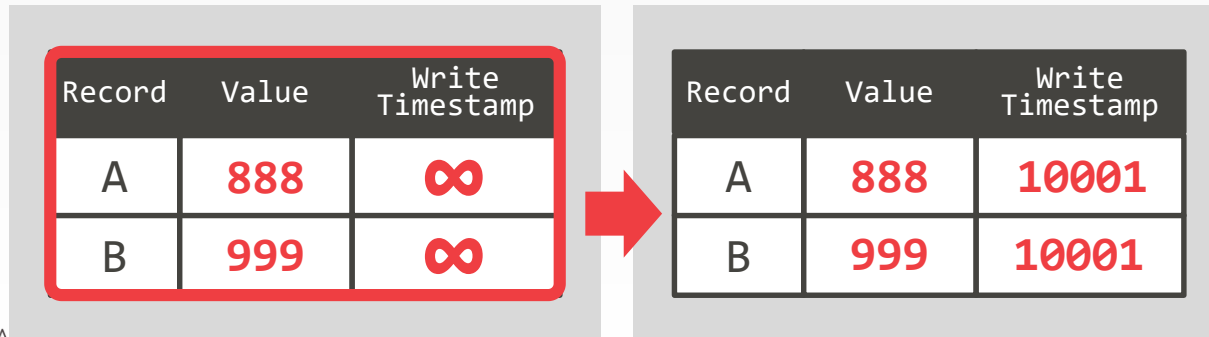 Record Value Write Timestamp
A 888 ∞
B 999 ∞
Record Value Write Timestamp
A 888 10001
B 999 10001